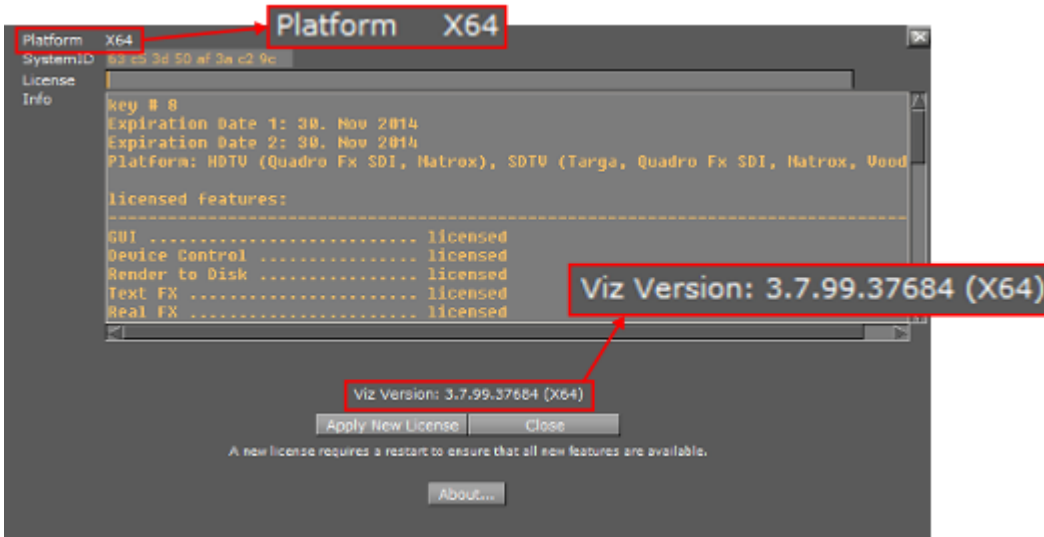 Platform X64
Platform X64
SystemID 63 c5 3d 50 af 3a c2 9c
License
Info
key # 8
Expiration Date 1: 30. Nov 2014
Expiration Date 2: 30. Nov 2014
Platform: HDTV (Quadro Fx SDI, Matrox), SDTV (Targa, Quadro Fx SDI, Matrox, Vood
licensed features:
--------------------------------------------------------------------------------
GUI .......................... licensed
Device Control ................ licensed
Render to Disk ................ licensed
Text FX ....................... licensed
Real FX ....................... licensed
Viz Version: 3.7.99.37684 (X64)
Viz Version: 3.7.99.37684 (X64)
Apply New License Close
A new license requires a restart to ensure that all new features are available.
About...